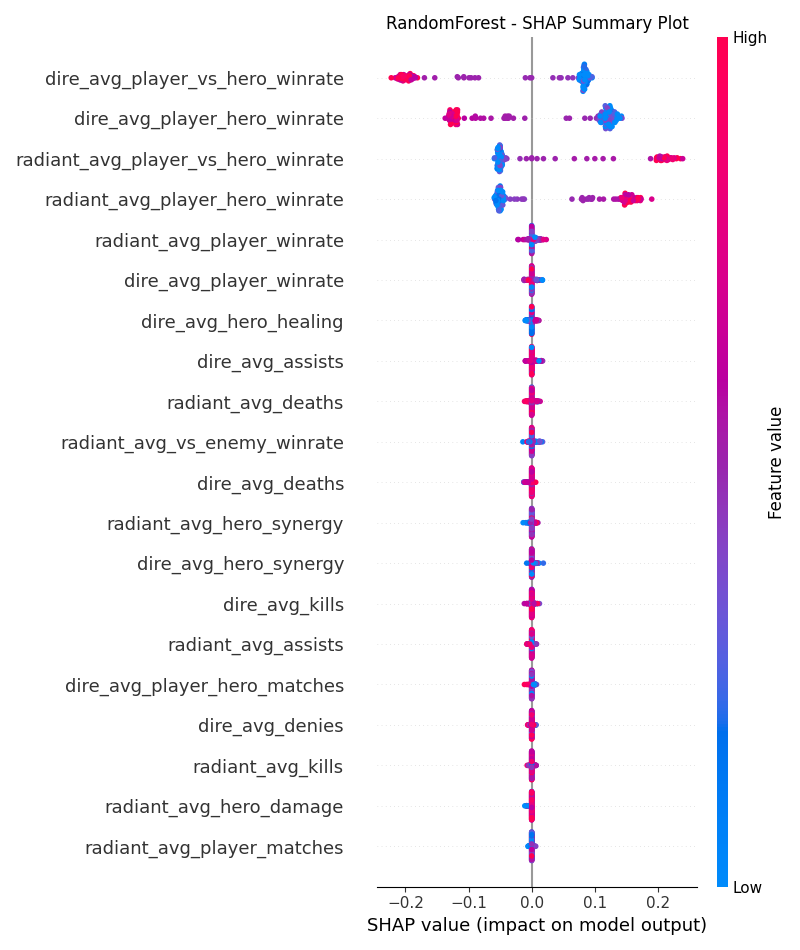 RandomForest - SHAP Summary Plot
High
dire_avg_player_vs_hero_winrate
dire_avg_player_hero_winrate
radiant_avg_player_vs_hero_winrate
radiant_avg_player_hero_winrate
radiant_avg_player_winrate
dire_avg_player_winrate
dire_avg_hero_healing
dire_avg_assists
radiant_avg_deaths
radiant_avg_vs_enemy_winrate
dire_avg_deaths
radiant_avg_hero_synergy
dire_avg_hero_synergy
dire_avg_kills
radiant_avg_assists
dire_avg_player_hero_matches
dire_avg_denies
radiant_avg_kills
radiant_avg_hero_damage
radiant_avg_player_matches
Feature value
Low
−0.2 −0.1 0.0 0.1 0.2
SHAP value (impact on model output)